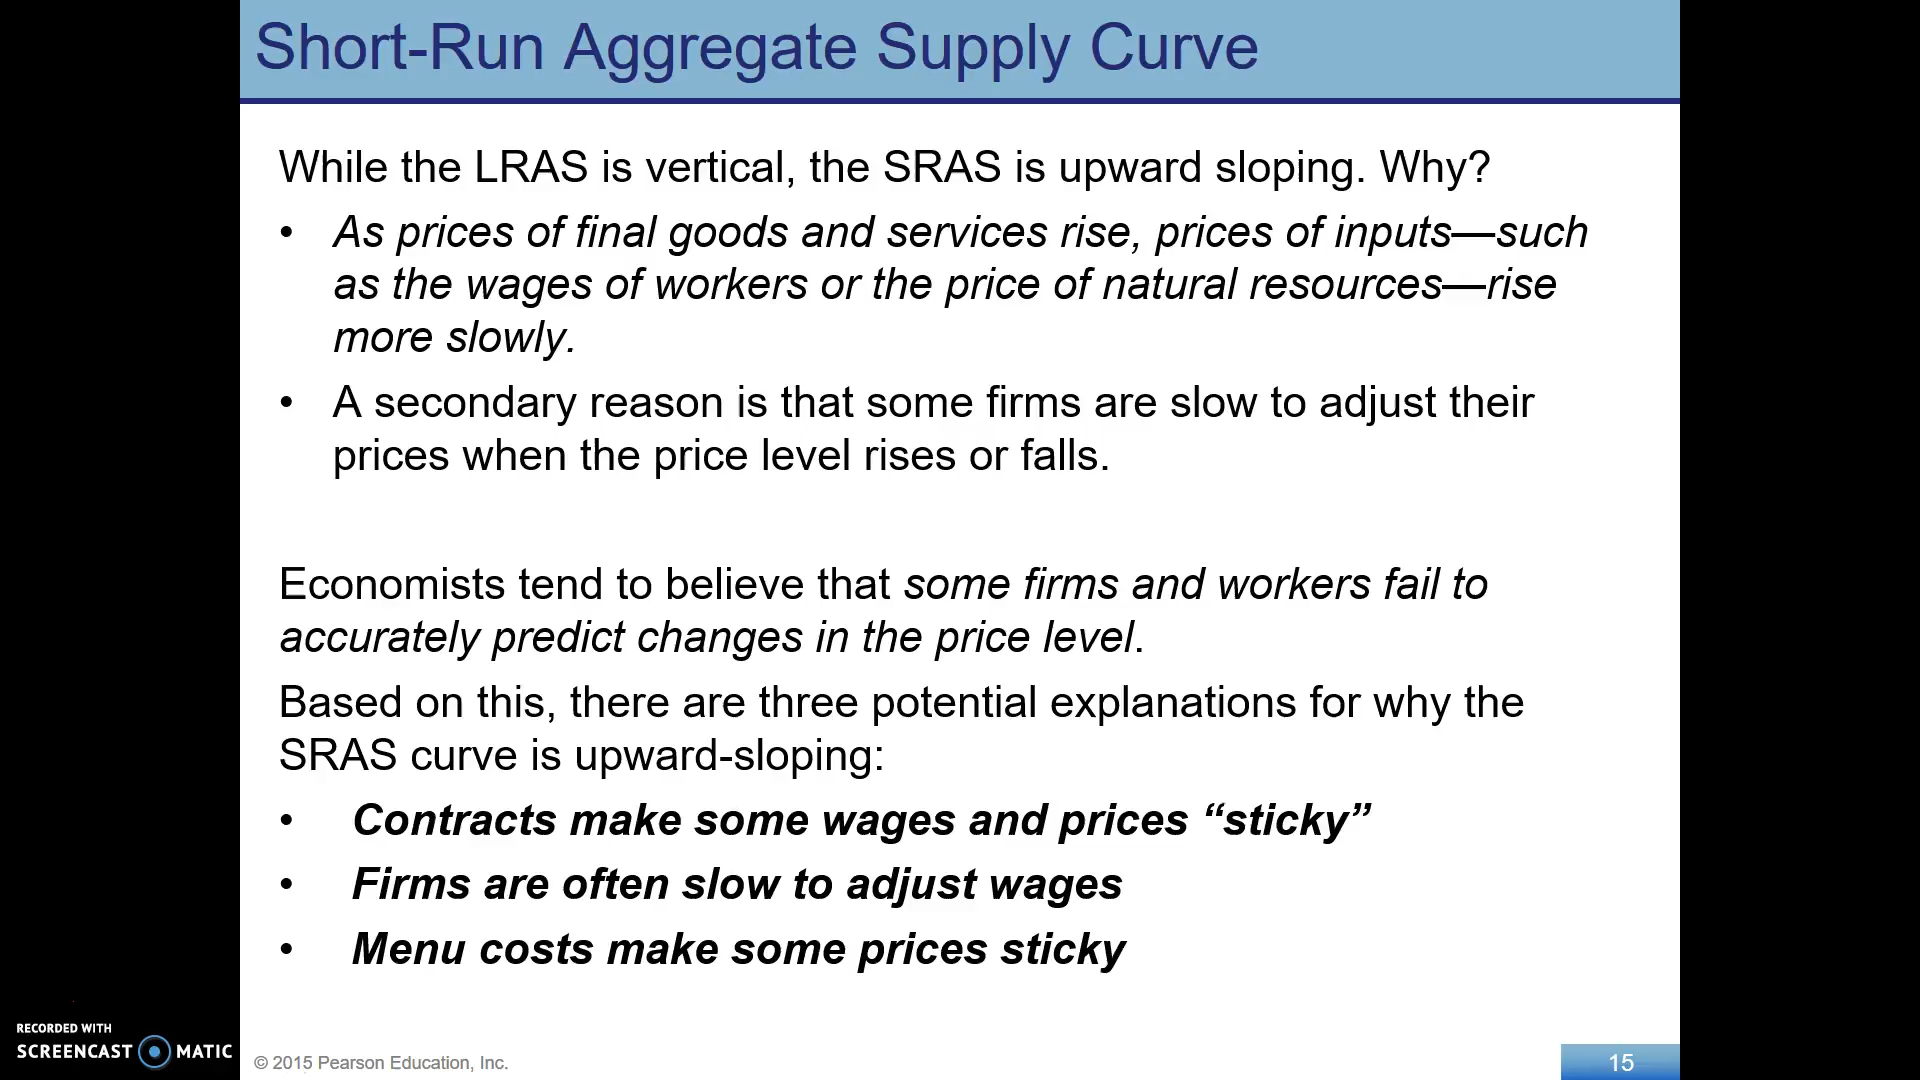 Short-Run Aggregate Supply Curve
While the LRAS is vertical, the SRAS is upward sloping. Why?
• As prices of final goods and services rise, prices of inputs—such
as the wages of workers or the price of natural resources—rise
more slowly.
• A secondary reason is that some firms are slow to adjust their
prices when the price level rises or falls.
Economists tend to believe that some firms and workers fail to
accurately predict changes in the price level.
Based on this, there are three potential explanations for why the
SRAS curve is upward-sloping:
• Contracts make some wages and prices “sticky”
• Firms are often slow to adjust wages
• Menu costs make some prices sticky
RECORDED WITH
SCREENCAST MATIC
© 2015 Pearson Education, Inc.
15